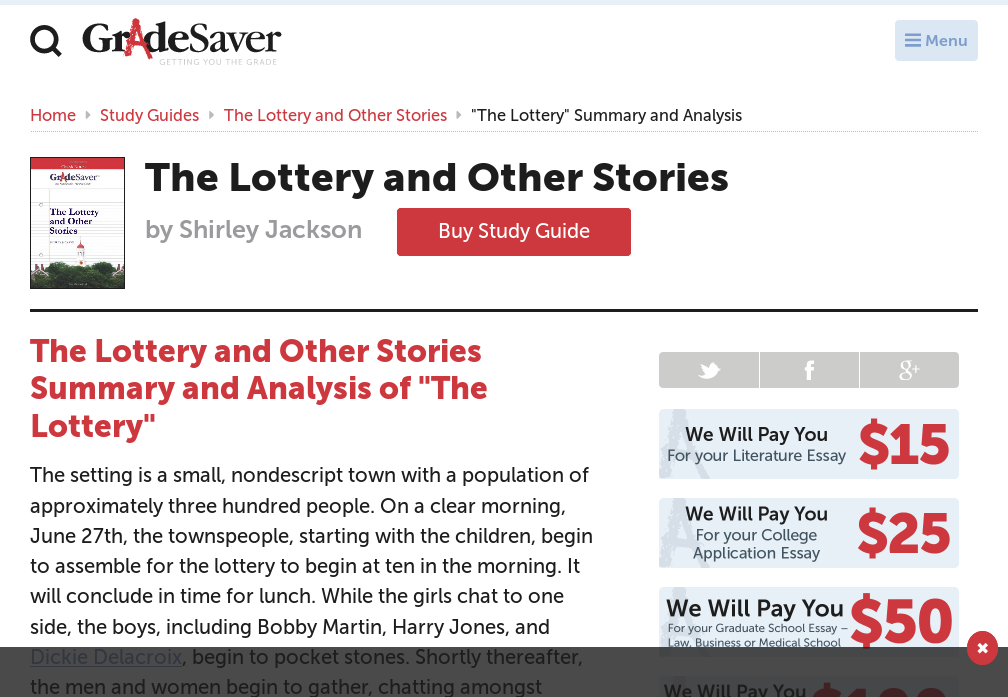 GradeSaver
GETTING YOU THE GRADE
Menu
Home Study Guides The Lottery and Other Stories "The Lottery" Summary and Analysis
GradeSaver
The Lottery
and Other
Stories
The Lottery and Other Stories
by Shirley Jackson
Buy Study Guide
The Lottery and Other Stories
Summary and Analysis of "The
Lottery"
The setting is a small, nondescript town with a population of
approximately three hundred people. On a clear morning,
June 27th, the townspeople, starting with the children, begin
to assemble for the lottery to begin at ten in the morning. It
will conclude in time for lunch. While the girls chat to one
side, the boys, including Bobby Martin, Harry Jones, and
Dickie Delacroix, begin to pocket stones. Shortly thereafter,
the men and women begin to gather, chatting amongst
We Will Pay You
For your Literature Essay
$15
We Will Pay You
For your College
Application Essay
$25
We Will Pay You
For your Graduate School Essay –
Law, Business or Medical School
$50
We Will Pay You